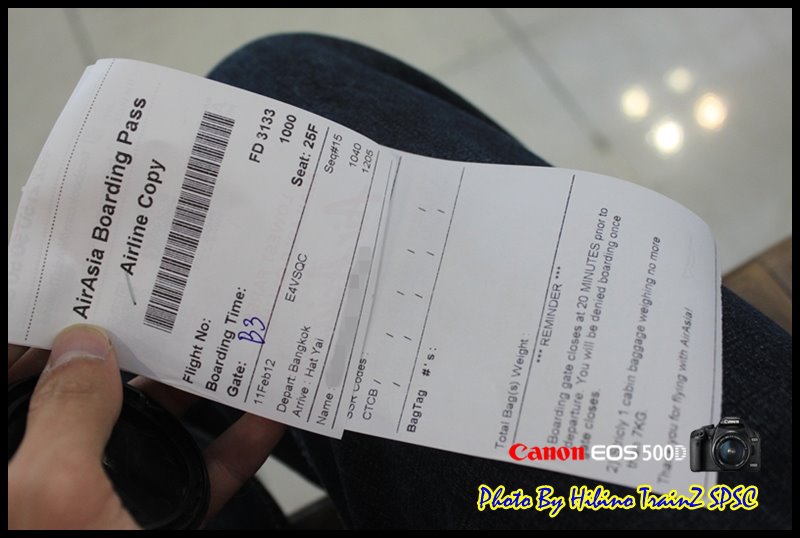 AirAsia Boarding Pass
Airline Copy
Flight No: FD 3133
Boarding Time: 1000
Gate: B3 Seat: 25F
11Feb12 E4VSQC Seq#15
Depart: Bangkok 1040
Arrive : Hat Yai 1205
Name
SSR Codes :
CTCB / / / / / /
BagTag #'s:
Total Bag(s) Weight :
*** REMINDER ***
Boarding gate closes at 20 MINUTES prior to
departure. You will be denied boarding once
gate closes.
2) 1 cabin baggage weighing no more
7KG.
Thank you for flying with AirAsia!
Canon EOS 500D
Photo By Hibino TrainZ SPSC